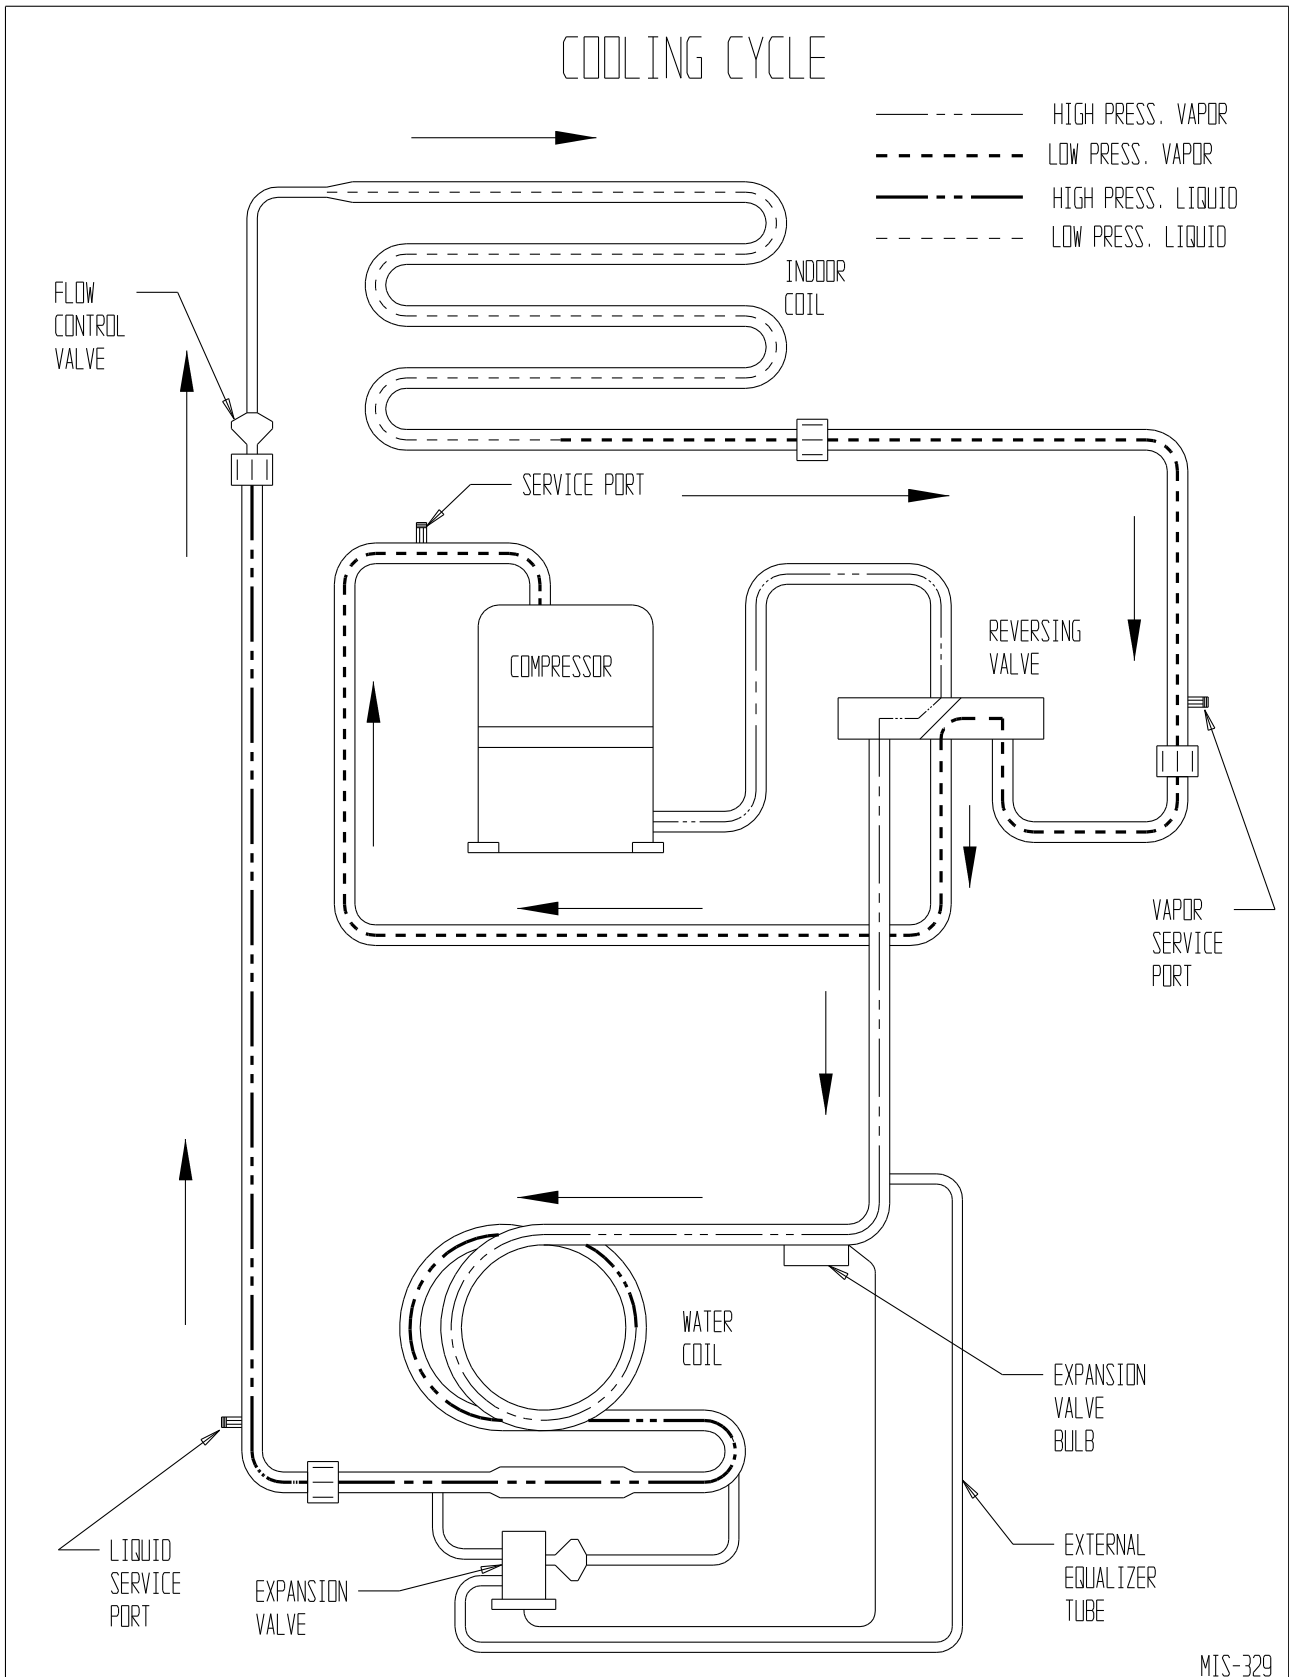 COOLING CYCLE
HIGH PRESS. VAPOR
LOW PRESS. VAPOR
HIGH PRESS. LIQUID
LOW PRESS. LIQUID
INDOOR
COIL
FLOW
CONTROL
VALVE
SERVICE PORT
COMPRESSOR
REVERSING
VALVE
VAPOR
SERVICE
PORT
WATER
COIL
EXPANSION
VALVE
BULB
LIQUID
SERVICE
PORT
EXPANSION
VALVE
EXTERNAL
EQUALIZER
TUBE
MIS-329